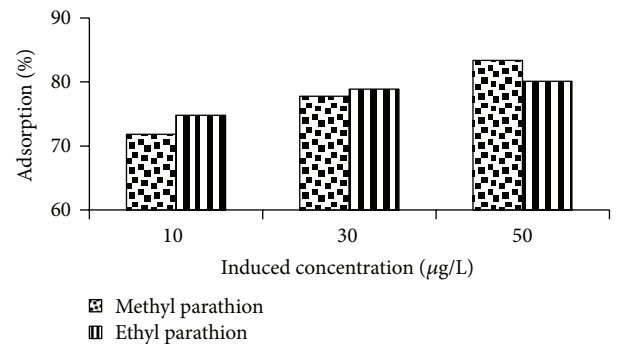 90
80
70
60
Adsorption (%)
10 30 50
Induced concentration (μg/L)
Methyl parathion
Ethyl parathion